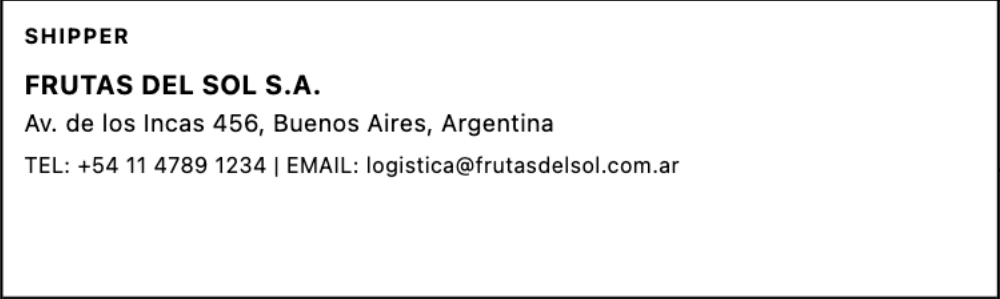 SHIPPER
FRUTAS DEL SOL S.A.
Av. de los Incas 456, Buenos Aires, Argentina
TEL: +54 11 4789 1234 | EMAIL: logistica@frutasdelsol.com.ar